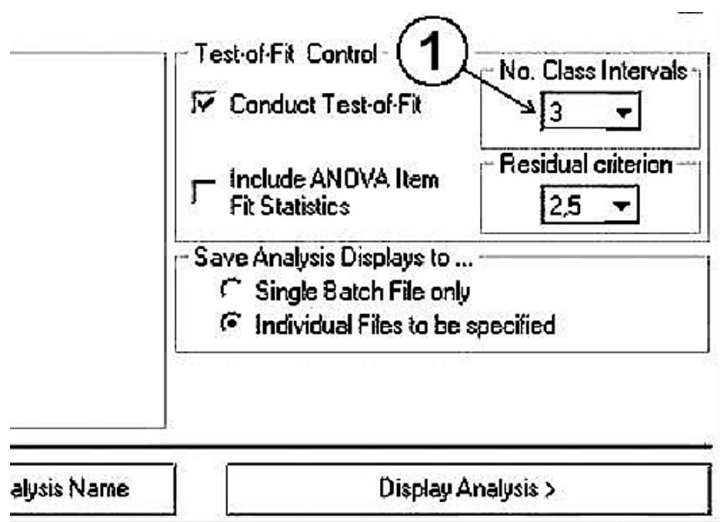 Test-of-Fit Control
1
No. Class Intervals
Conduct Test-of-Fit
3
Include ANOVA Item
Fit Statistics
Residual criterion
2,5
Save Analysis Displays to ...
Single Batch File only
Individual Files to be specified
alysis Name
Display Analysis >